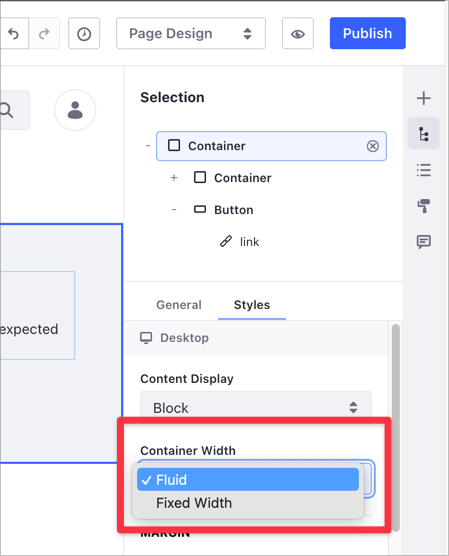 Page Design
Publish
Selection
- Container
+ Container
- Button
link
expected
General
Styles
Desktop
Content Display
Block
Container Width
✓ Fluid
Fixed Width
MARGIN